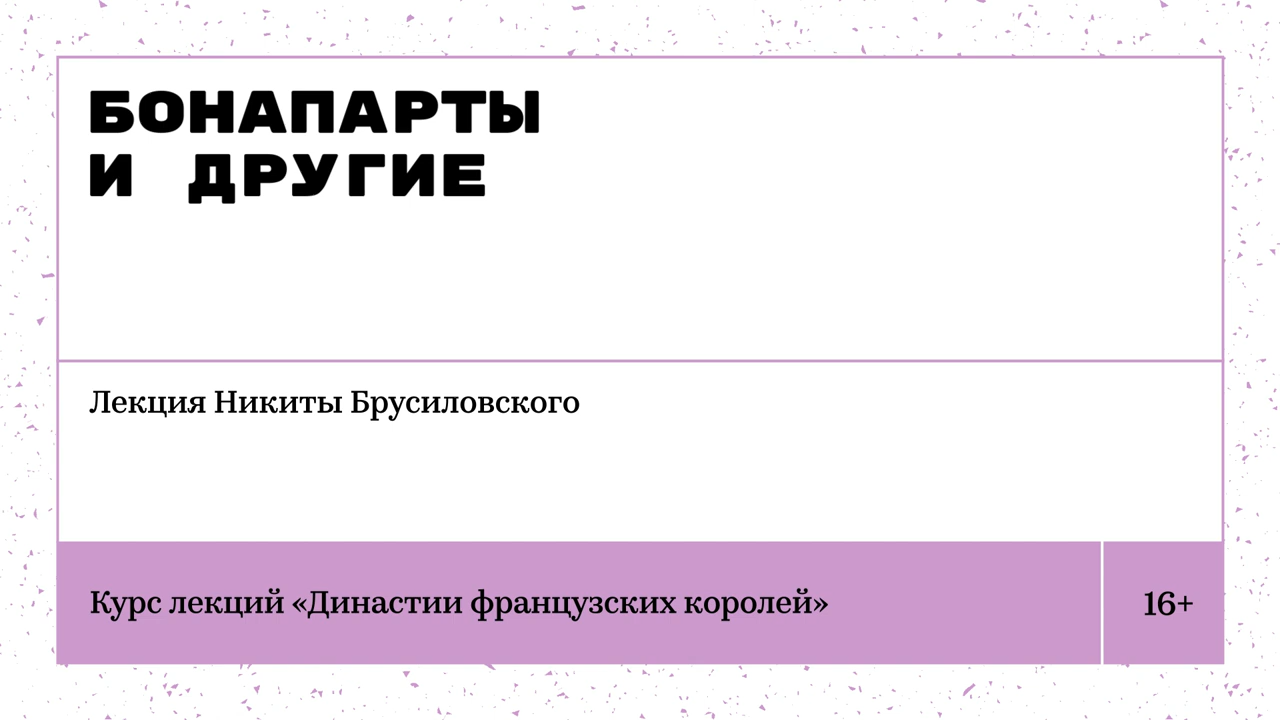 БОНАПАРТЫ
И ДРУГИЕ
Лекция Никиты Брусиловского
Курс лекций «Династии французских королей»
16+